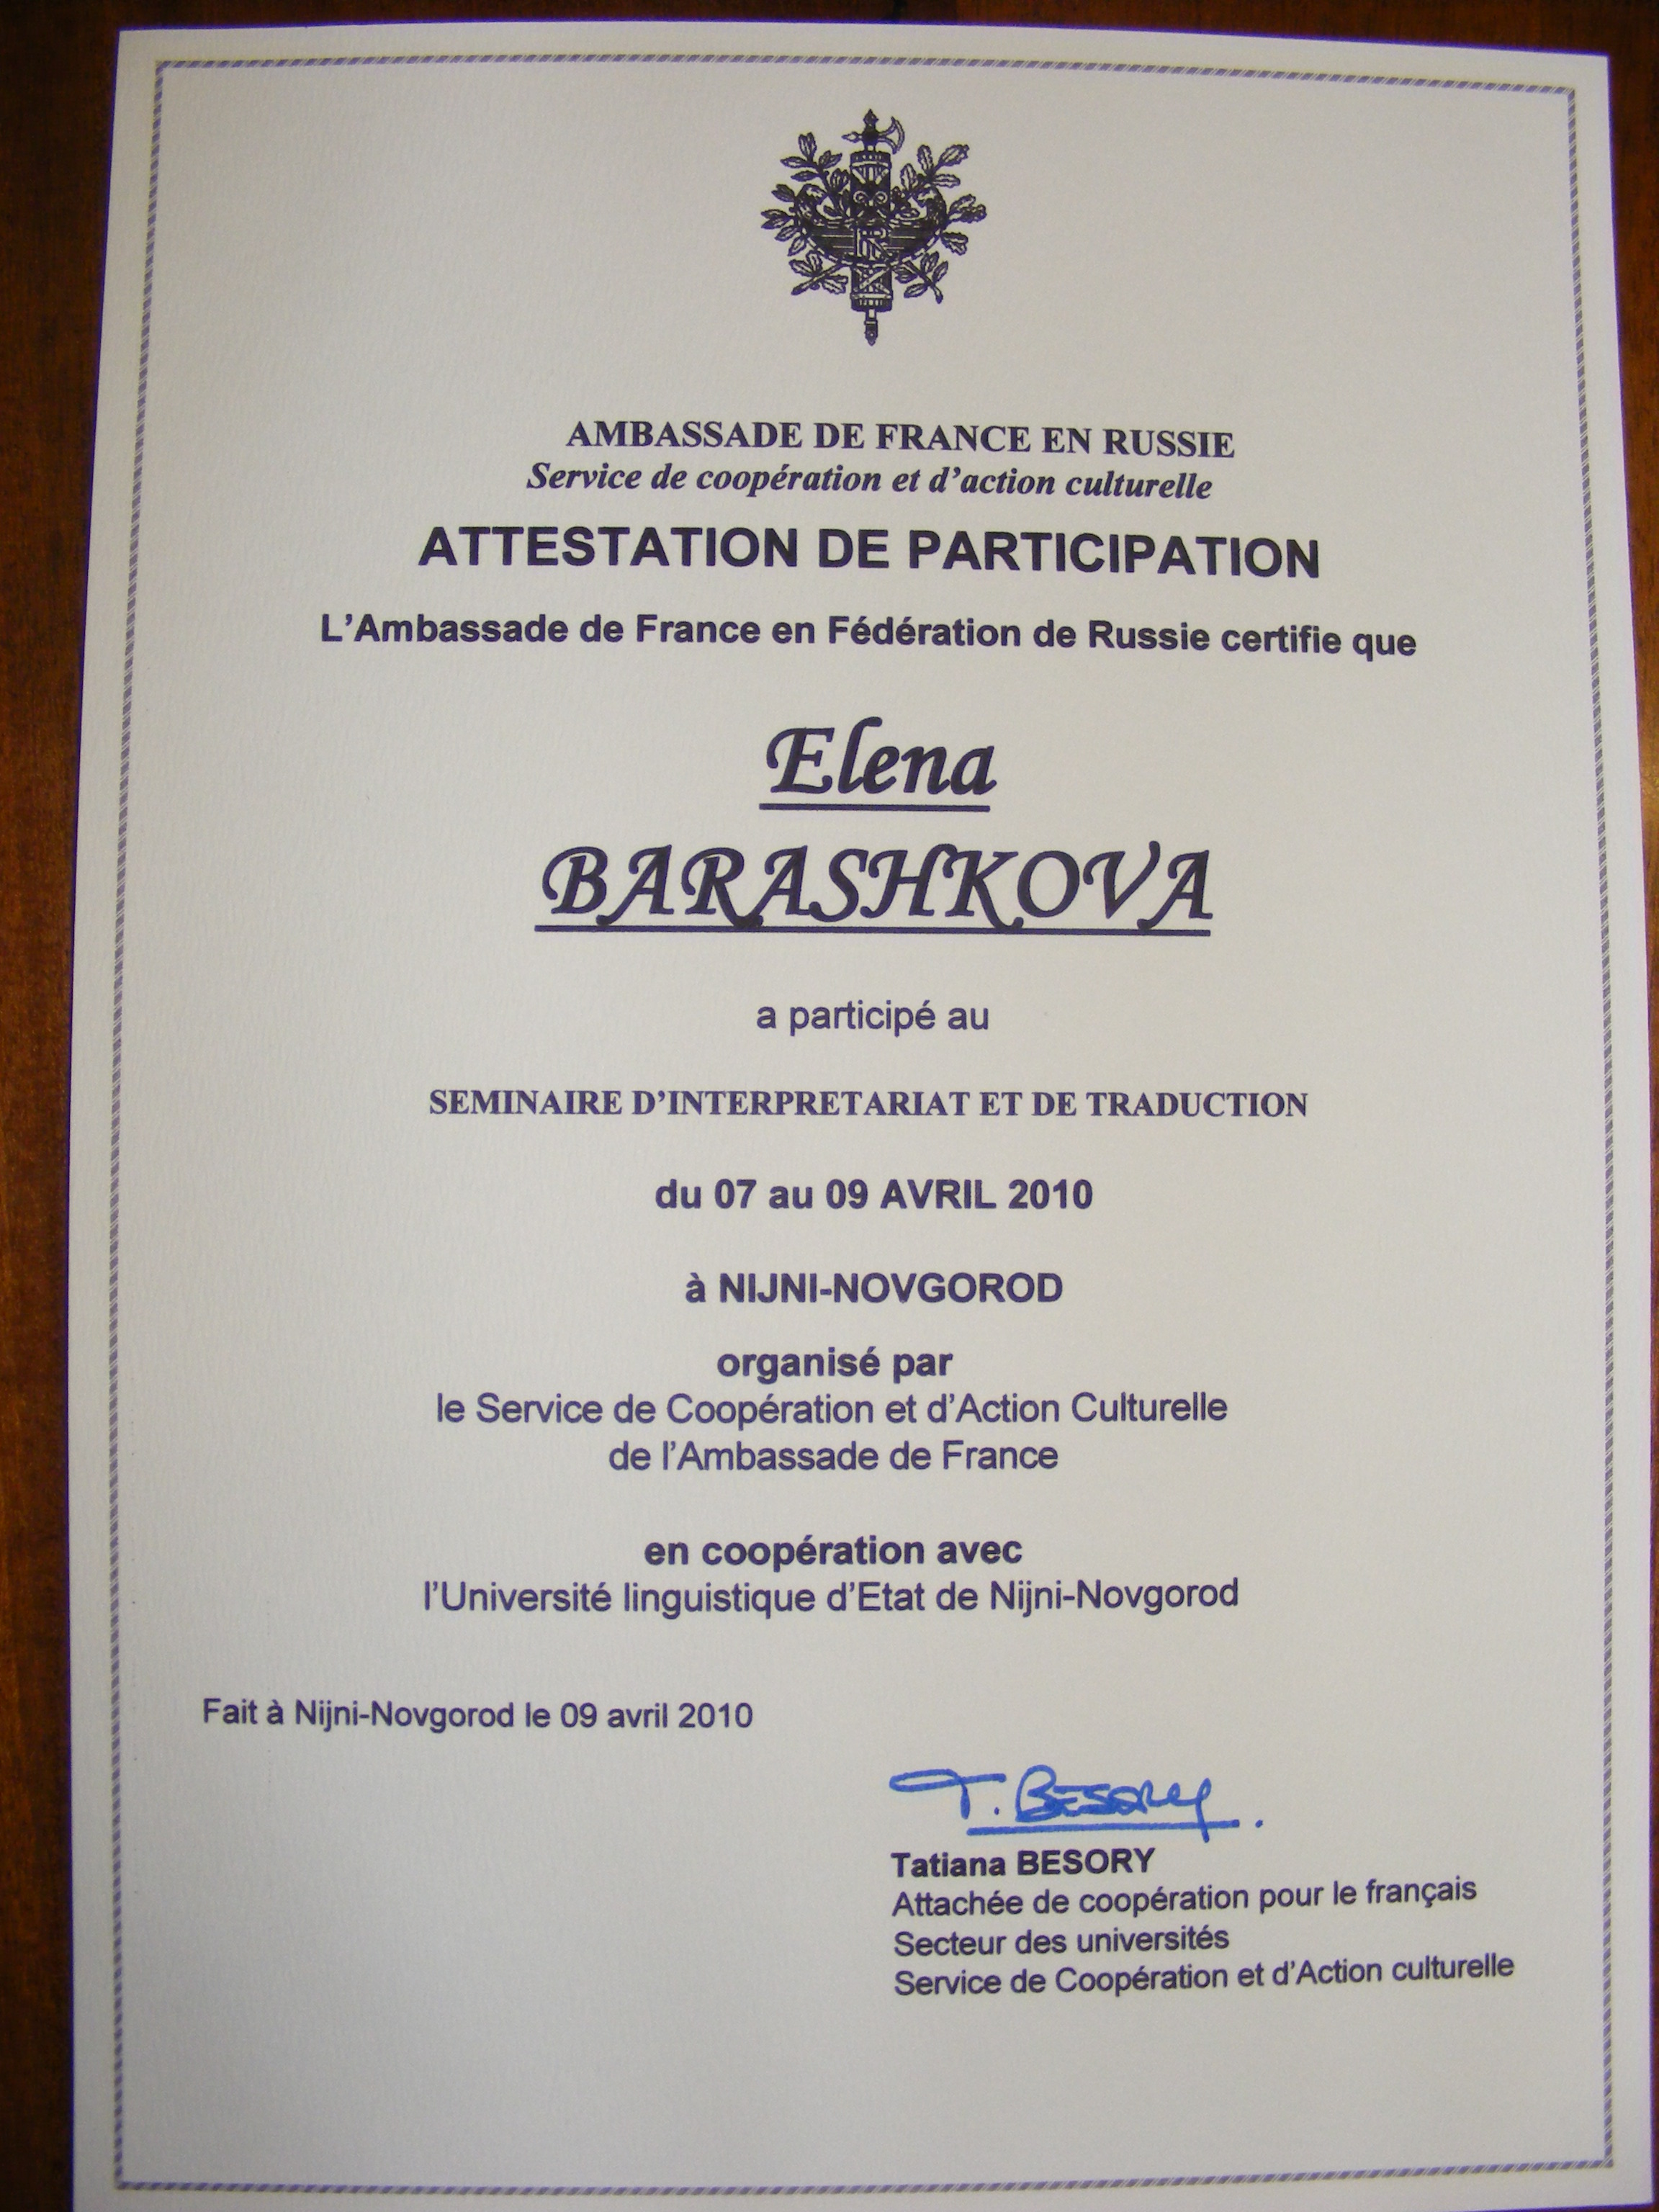 AMBASSADE DE FRANCE EN RUSSIE
Service de coopération et d'action culturelle
ATTESTATION DE PARTICIPATION
L'Ambassade de France en Fédération de Russie certifie que
Elena
BARASHKOVA
a participé au
SEMINAIRE D'INTERPRETARIAT ET DE TRADUCTION
du 07 au 09 AVRIL 2010
à NIJNI-NOVGOROD
organisé par
le Service de Coopération et d'Action Culturelle
de l'Ambassade de France
en coopération avec
l'Université linguistique d'Etat de Nijni-Novgorod
Fait à Nijni-Novgorod le 09 avril 2010
T. BESORY.
Tatiana BESORY
Attachée de coopération pour le français
Secteur des universités
Service de Coopération et d'Action culturelle